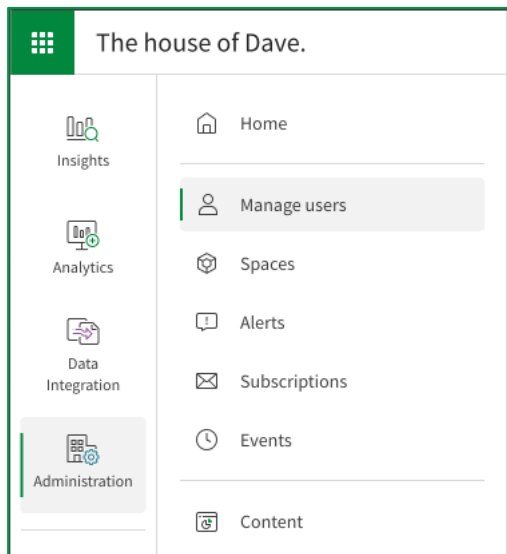 The house of Dave.
Insights
Analytics
Data
Integration
Administration
Home
Manage users
Spaces
Alerts
Subscriptions
Events
Content